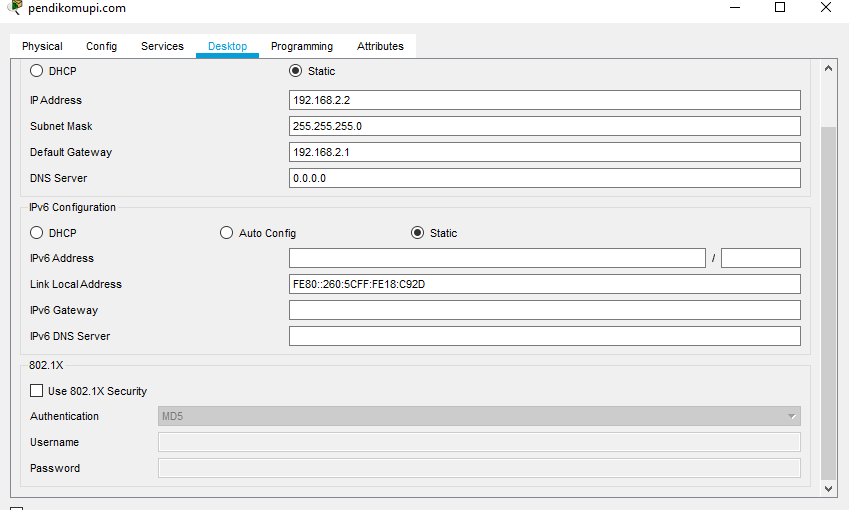 pendikomupi.com
Physical Config Services Desktop Programming Attributes
DHCP Static
IP Address 192.168.2.2
Subnet Mask 255.255.255.0
Default Gateway 192.168.2.1
DNS Server 0.0.0.0
IPv6 Configuration
DHCP Auto Config Static
IPv6 Address /
Link Local Address FE80::260:5CFF:FE18:C92D
IPv6 Gateway
IPv6 DNS Server
802.1X
Use 802.1X Security
Authentication MD5
Username
Password